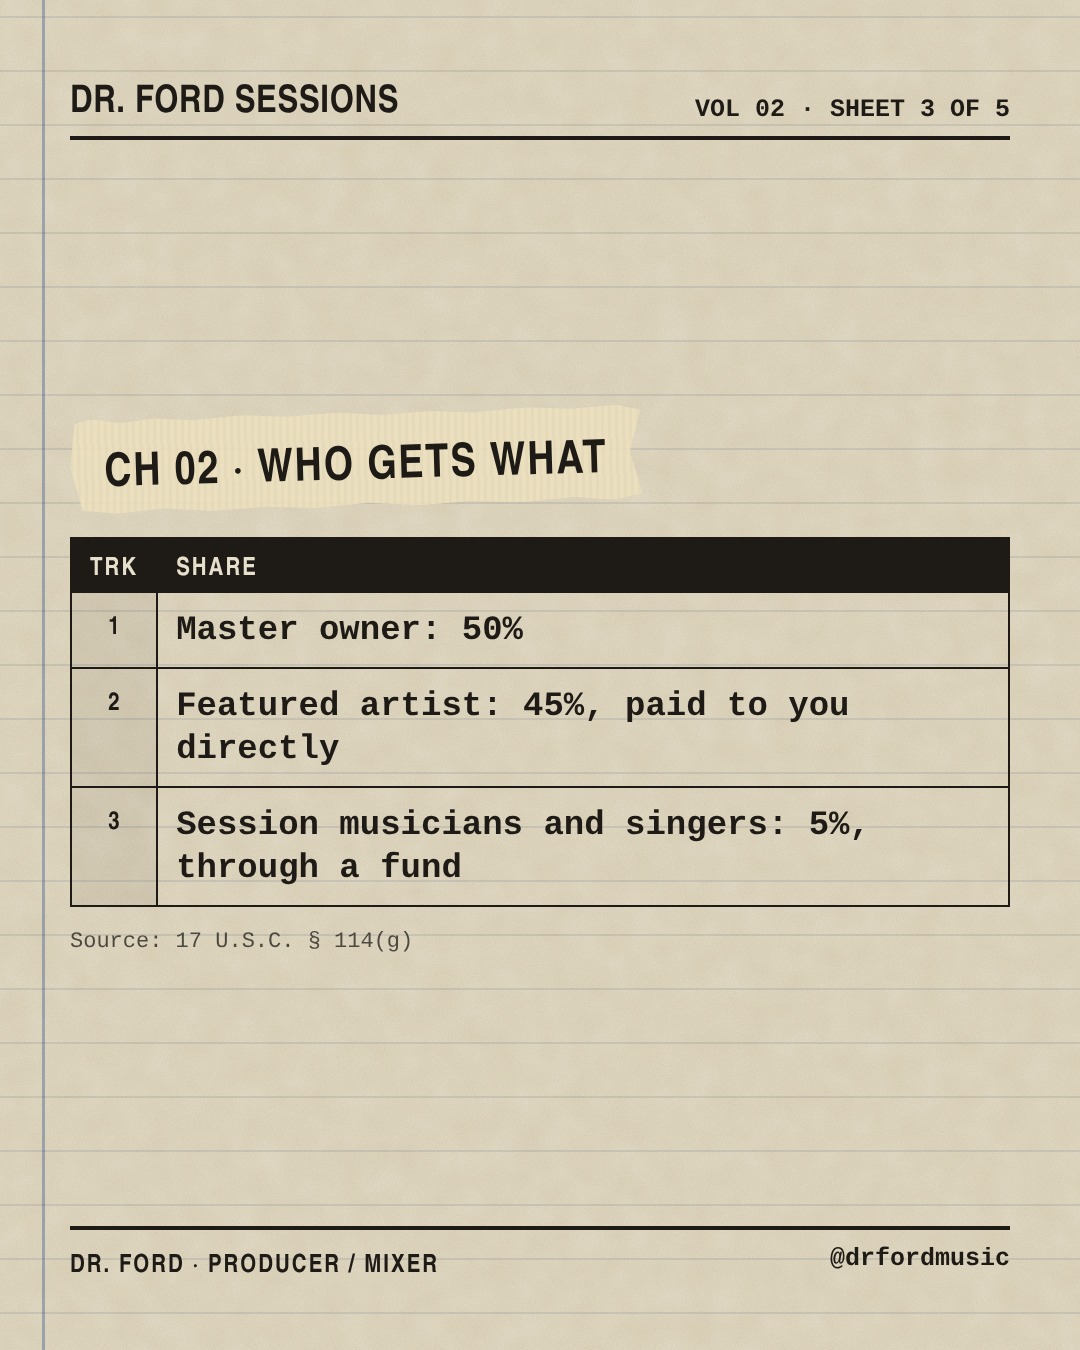 DR. FORD SESSIONS
VOL 02 · SHEET 3 OF 5
CH 02 · WHO GETS WHAT
TRK SHARE
1 Master owner: 50%
2 Featured artist: 45%, paid to you
directly
3 Session musicians and singers: 5%,
through a fund
Source: 17 U.S.C. § 114(g)
DR. FORD · PRODUCER / MIXER
@drfordmusic